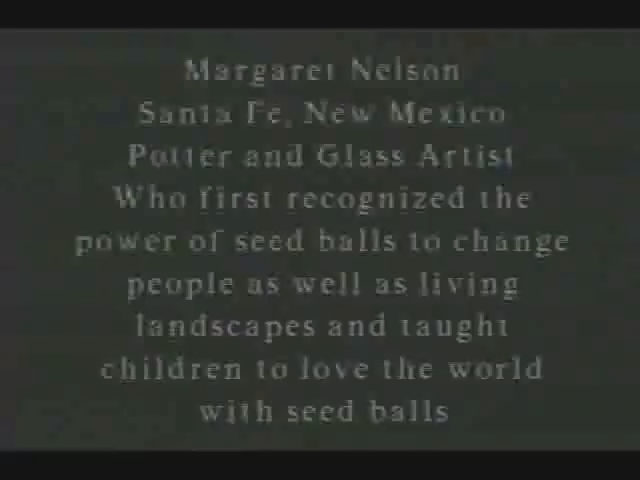 Margaret Nelson
Santa Fe, New Mexico
Potter and Glass Artist
Who first recognized the
power of seed balls to change
people as well as living
landscapes and taught
children to love the world
with seed balls